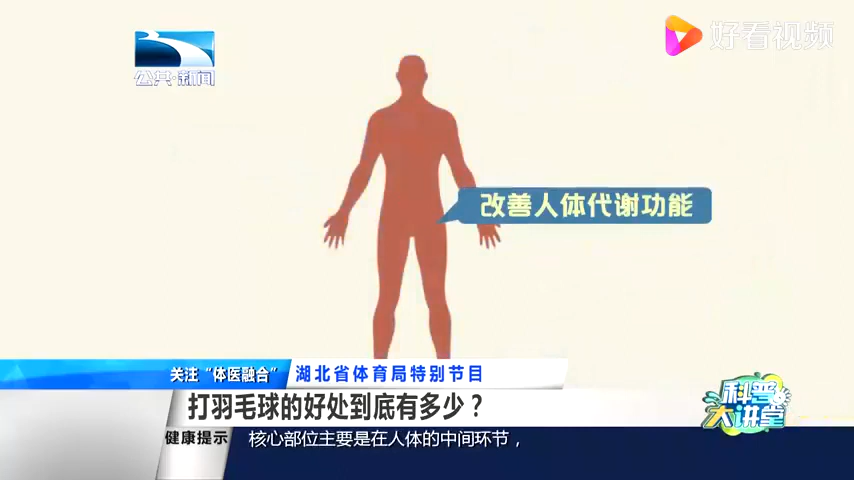 公共·新闻
好看视频
改善人体代谢功能
关注“体医融合”
湖北省体育局特别节目
打羽毛球的好处到底有多少？
科普大讲堂
健康提示
核心部位主要是在人体的中间环节，